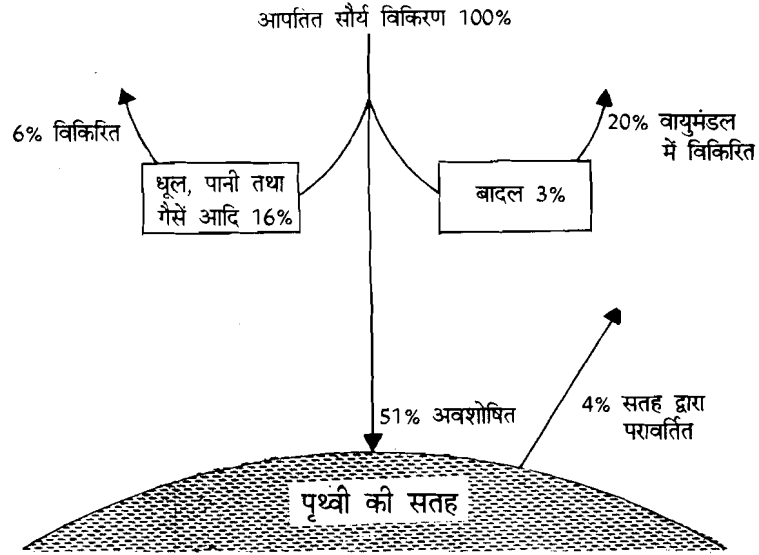 आपतित सौर्य विकिरण 100%
6% विकिरित
20% वायुमंडल
में विकिरित
धूल, पानी तथा
गैसें आदि 16%
बादल 3%
51% अवशोषित
4% सतह द्वारा
परावर्तित
पृथ्वी की सतह